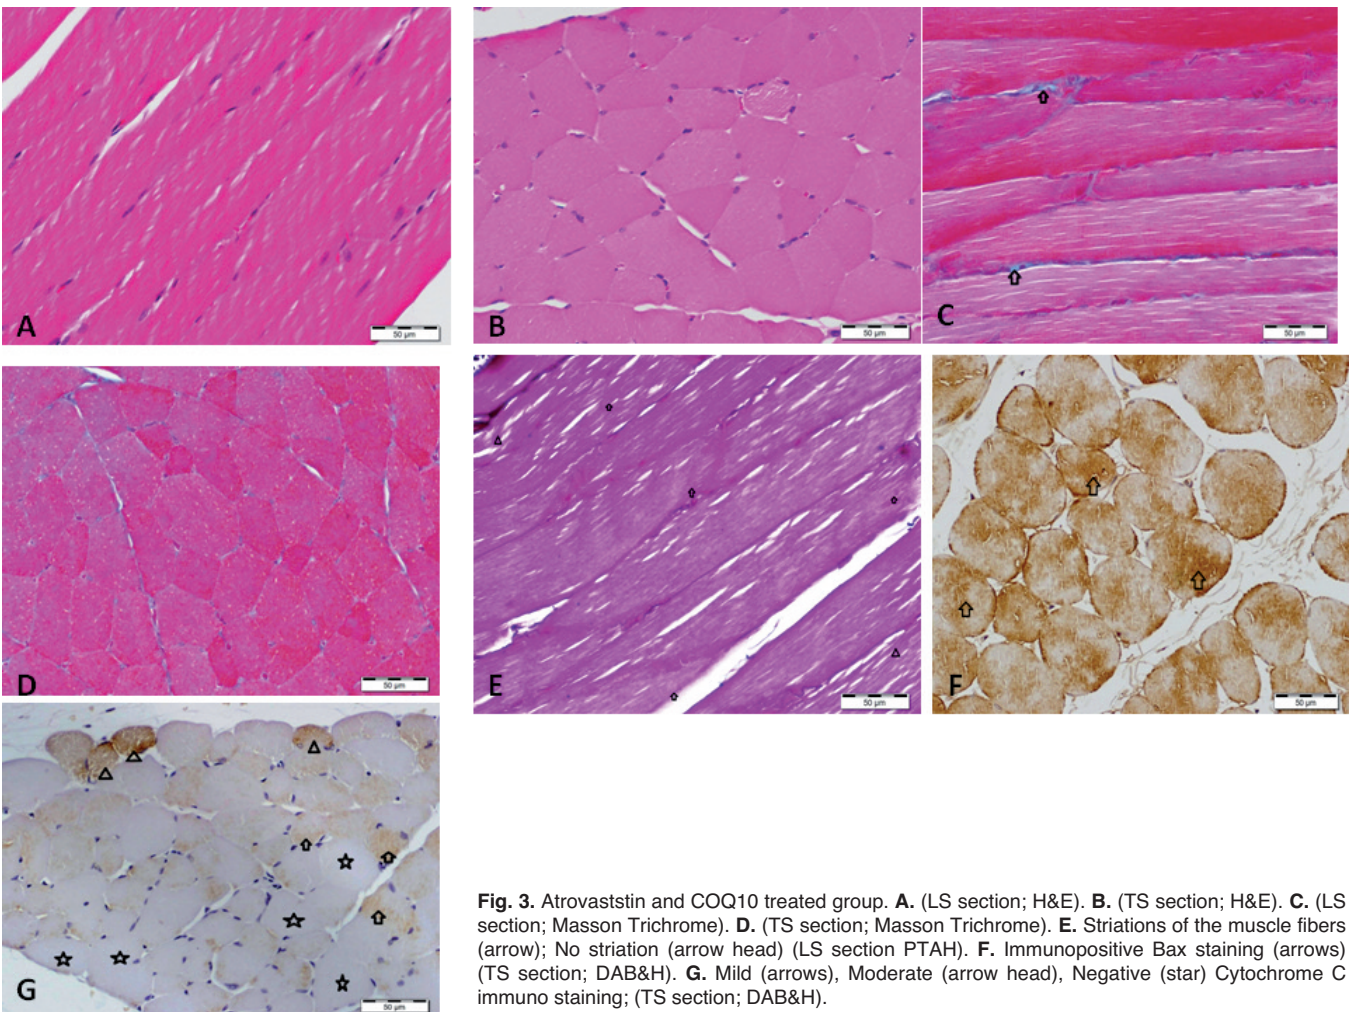 A
50 µm
B
50 µm
C
50 µm
D
50 µm
E
50 µm
F
50 µm
G
50 µm
Fig. 3. Atrovaststin and COQ10 treated group. A. (LS section; H&E). B. (TS section; H&E). C. (LS
section; Masson Trichrome). D. (TS section; Masson Trichrome). E. Striations of the muscle fibers
(arrow); No striation (arrow head) (LS section PTAH). F. Immunopositive Bax staining (arrows)
(TS section; DAB&H). G. Mild (arrows), Moderate (arrow head), Negative (star) Cytochrome C
immuno staining; (TS section; DAB&H).